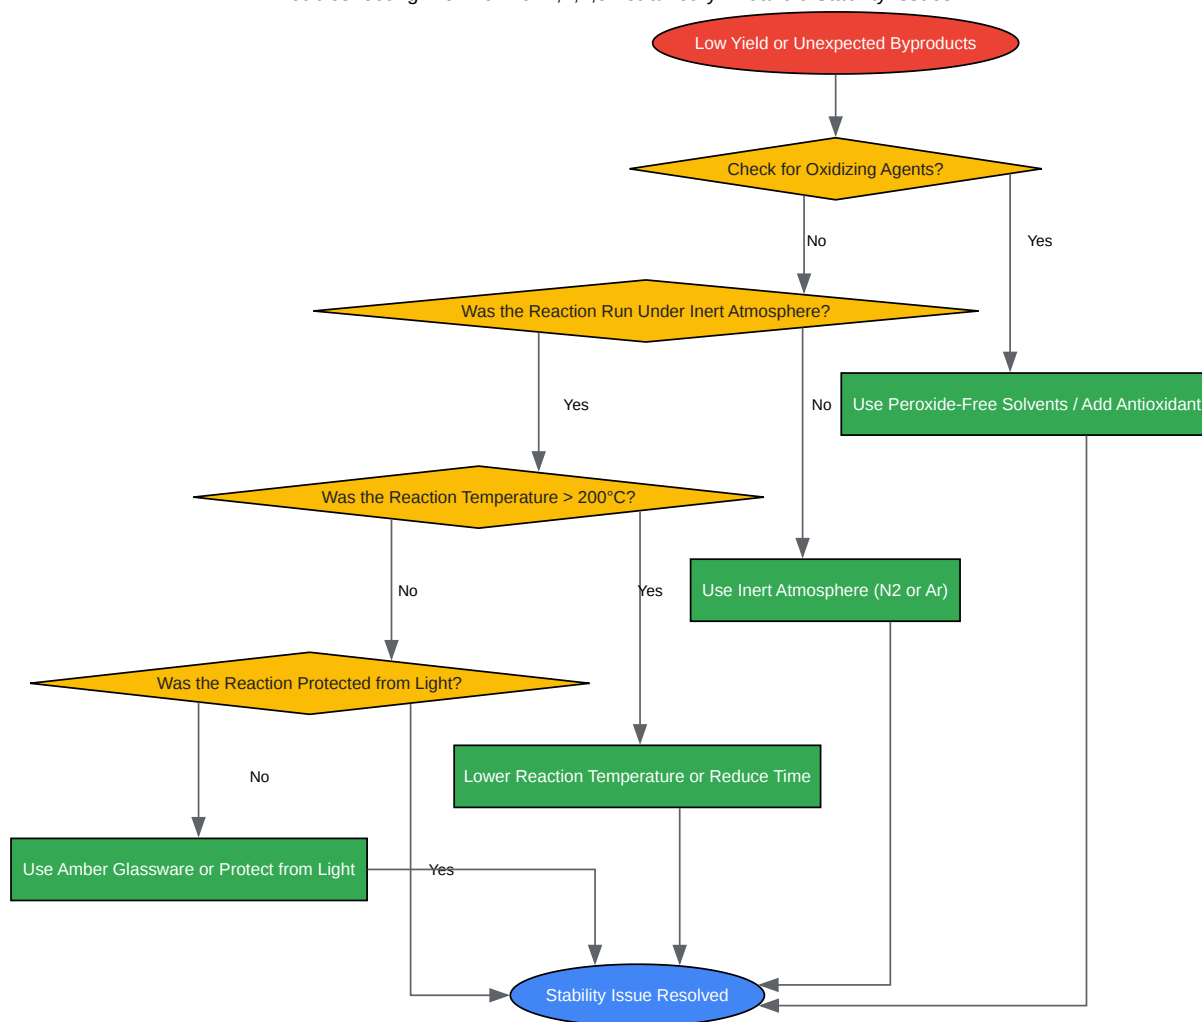 Low Yield or Unexpected Byproducts
Check for Oxidizing Agents?
No
Yes
Was the Reaction Run Under Inert Atmosphere?
Yes
No
Use Peroxide-Free Solvents / Add Antioxidant
Was the Reaction Temperature > 200°C?
No
Yes
Use Inert Atmosphere (N2 or Ar)
Was the Reaction Protected from Light?
No
Lower Reaction Temperature or Reduce Time
Use Amber Glassware or Protect from Light
Yes
Stability Issue Resolved